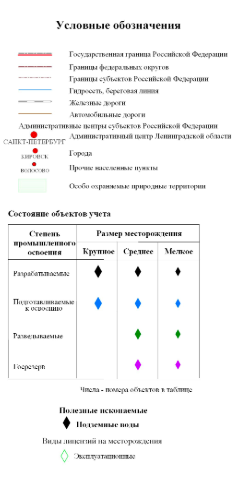 Условные обозначения
Государственная граница Российской Федерации
Границы федеральных округов
Границы субъектов Российской Федерации
Гидросеть, береговая линия
Железные дороги
Автомобильные дороги
Административные центры субъектов Российской Федерации
САНКТ-ПЕТЕРБУРГ Административный центр Ленинградской области
КИРОВСК Города
ВОЛОСОВО Прочие населенные пункты
Особо охраняемые природные территории
Состояние объектов учета
Степень промышленного освоения
Размер месторождения
Крупное Среднее Мелкое
Разрабатываемые
Подготавливаемые
к освоению
Разведываемые
Госрезерв
Числа - номера объектов в таблице
Полезные ископаемые
Подземные воды
Виды лицензий на месторождения
Эксплуатационные